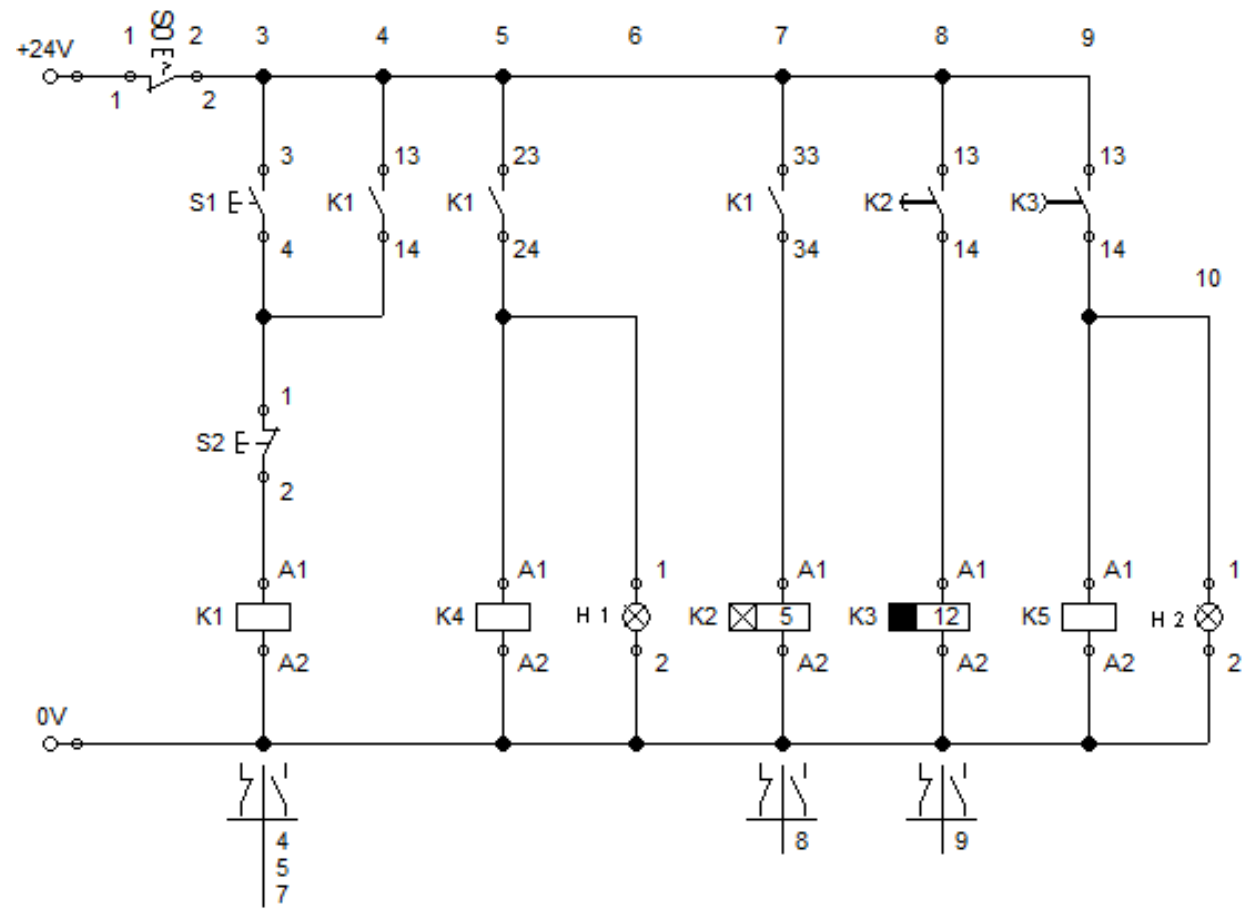 S0
1 2 3 4 5 6 7 8 9
+24V
1 2
3 13 23 33 13 13
S1 K1 K1 K1 K2 K3
4 14 24 34 14 14
10
1
S2
2
A1 A1 1 A1 A1 A1 1
K1 K4 H 1 K2 5 K3 12 K5 H 2
A2 A2 2 A2 A2 A2 2
0V
4 8 9
5
7